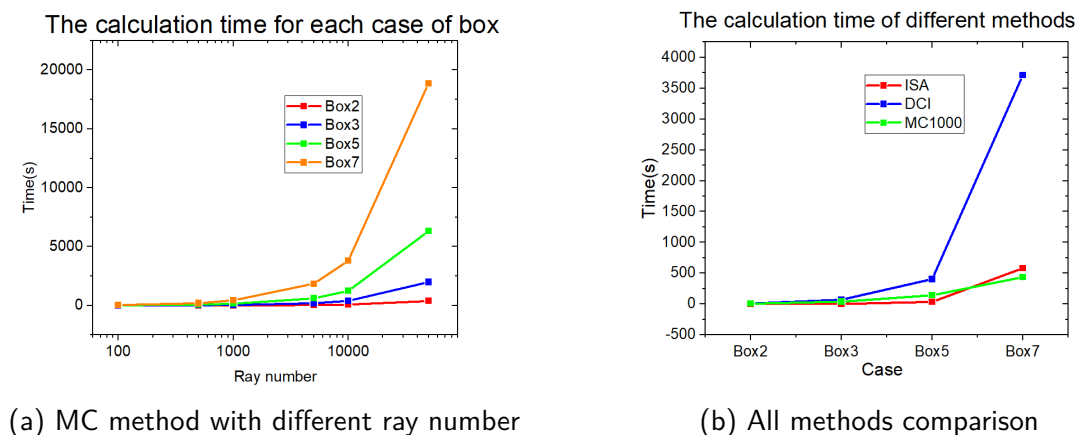 The calculation time for each case of box
20000
15000
10000
5000
0
Time(s)
Box2
Box3
Box5
Box7
100
1000
10000
Ray number
(a) MC method with different ray number
The calculation time of different methods
4000
3500
3000
2500
2000
1500
1000
500
0
-500
Time(s)
ISA
DCI
MC1000
Box2
Box3
Box5
Box7
Case
(b) All methods comparison